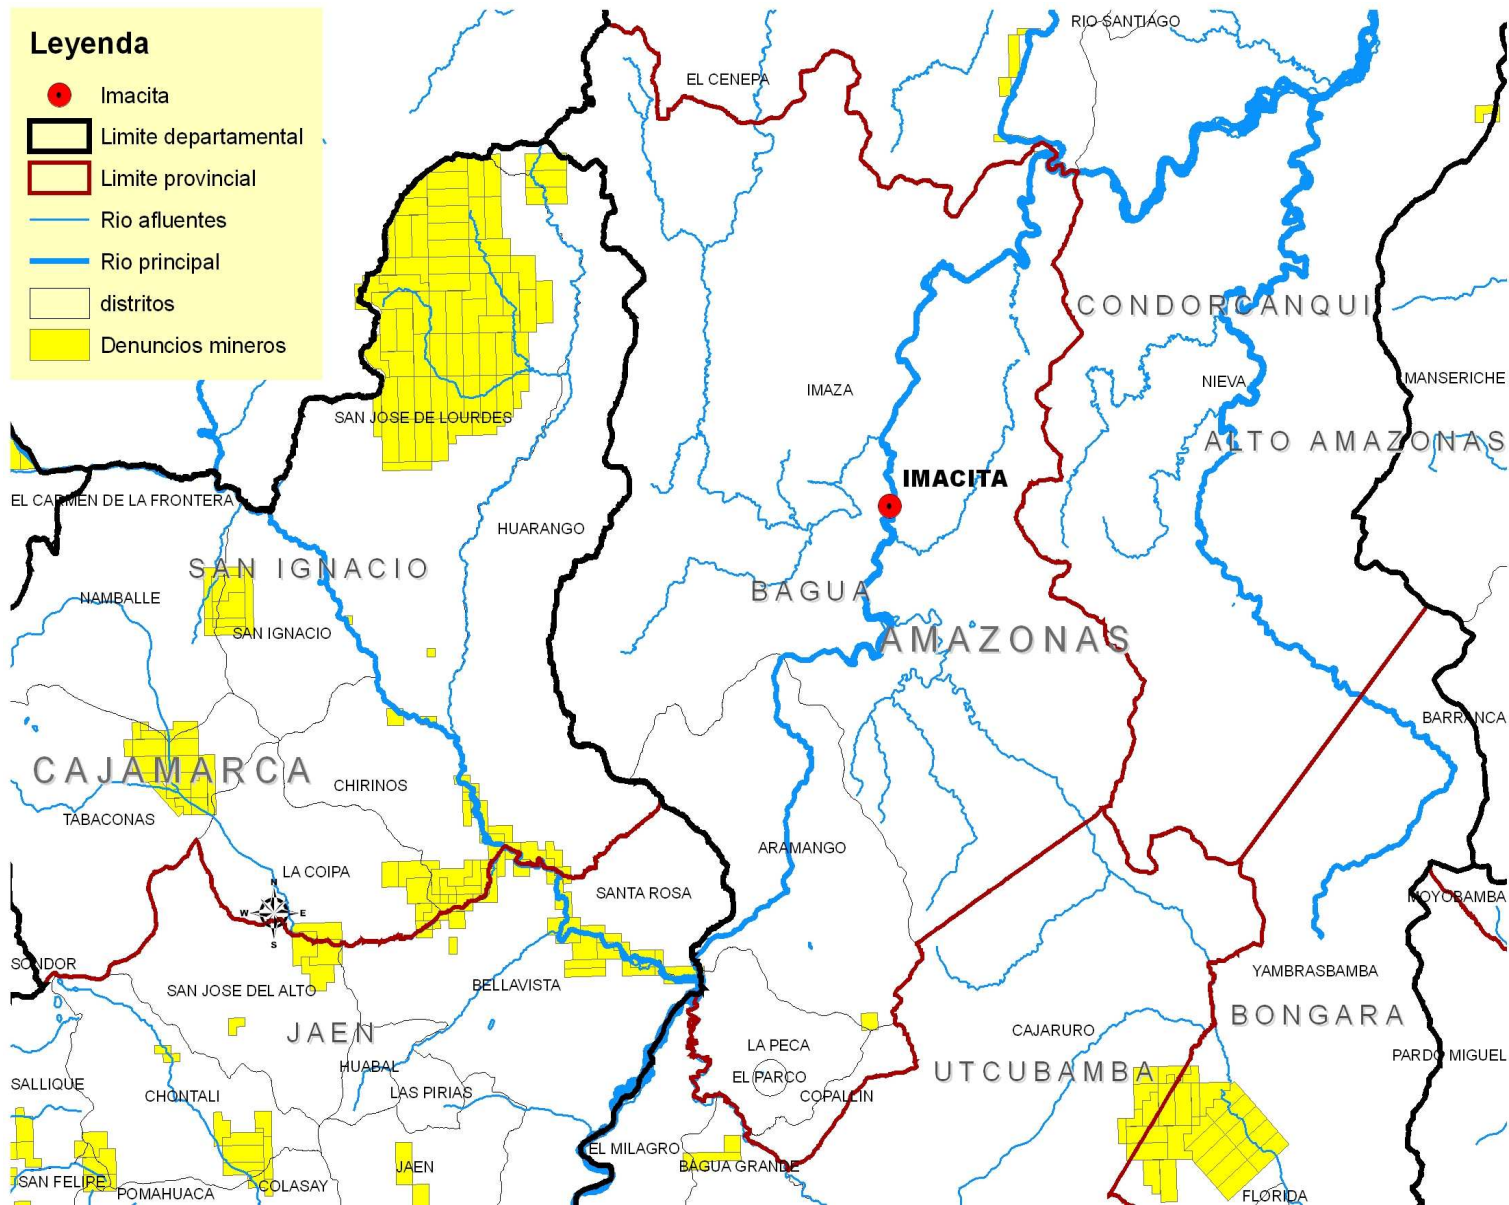 Leyenda
Imacita
Limite departamental
Limite provincial
Rio afluentes
Rio principal
distritos
Denuncios mineros
RIO SANTIAGO
EL CENEPA
CONDORCANQUI
IMAZA
NIEVA
MANSERICHE
SAN JOSE DE LOURDES
ALTO AMAZONAS
IMACITA
EL CARMEN DE LA FRONTERA
HUARANGO
SAN IGNACIO
BAGUA
NAMBALLE
SAN IGNACIO
AMAZONAS
BARRANCA
CAJAMARCA
CHIRINOS
TABACONAS
ARAMANGO
LA COIPA
N
W
E
S
SANTA ROSA
MOYOBAMBA
SONDOR
YAMBRASBAMBA
SAN JOSE DEL ALTO
BELLAVISTA
BONGARA
JAEN
CAJARURO
LA PECA
PARDO MIGUEL
HUABAL
EL PARCO
UTCUBAMBA
SALLIQUE
CHONTALI
LAS PIRIAS
COPALLIN
EL MILAGRO
JAEN
BAGUA GRANDE
SAN FELIPE
POMAHUACA
COLASAY
FLORIDA